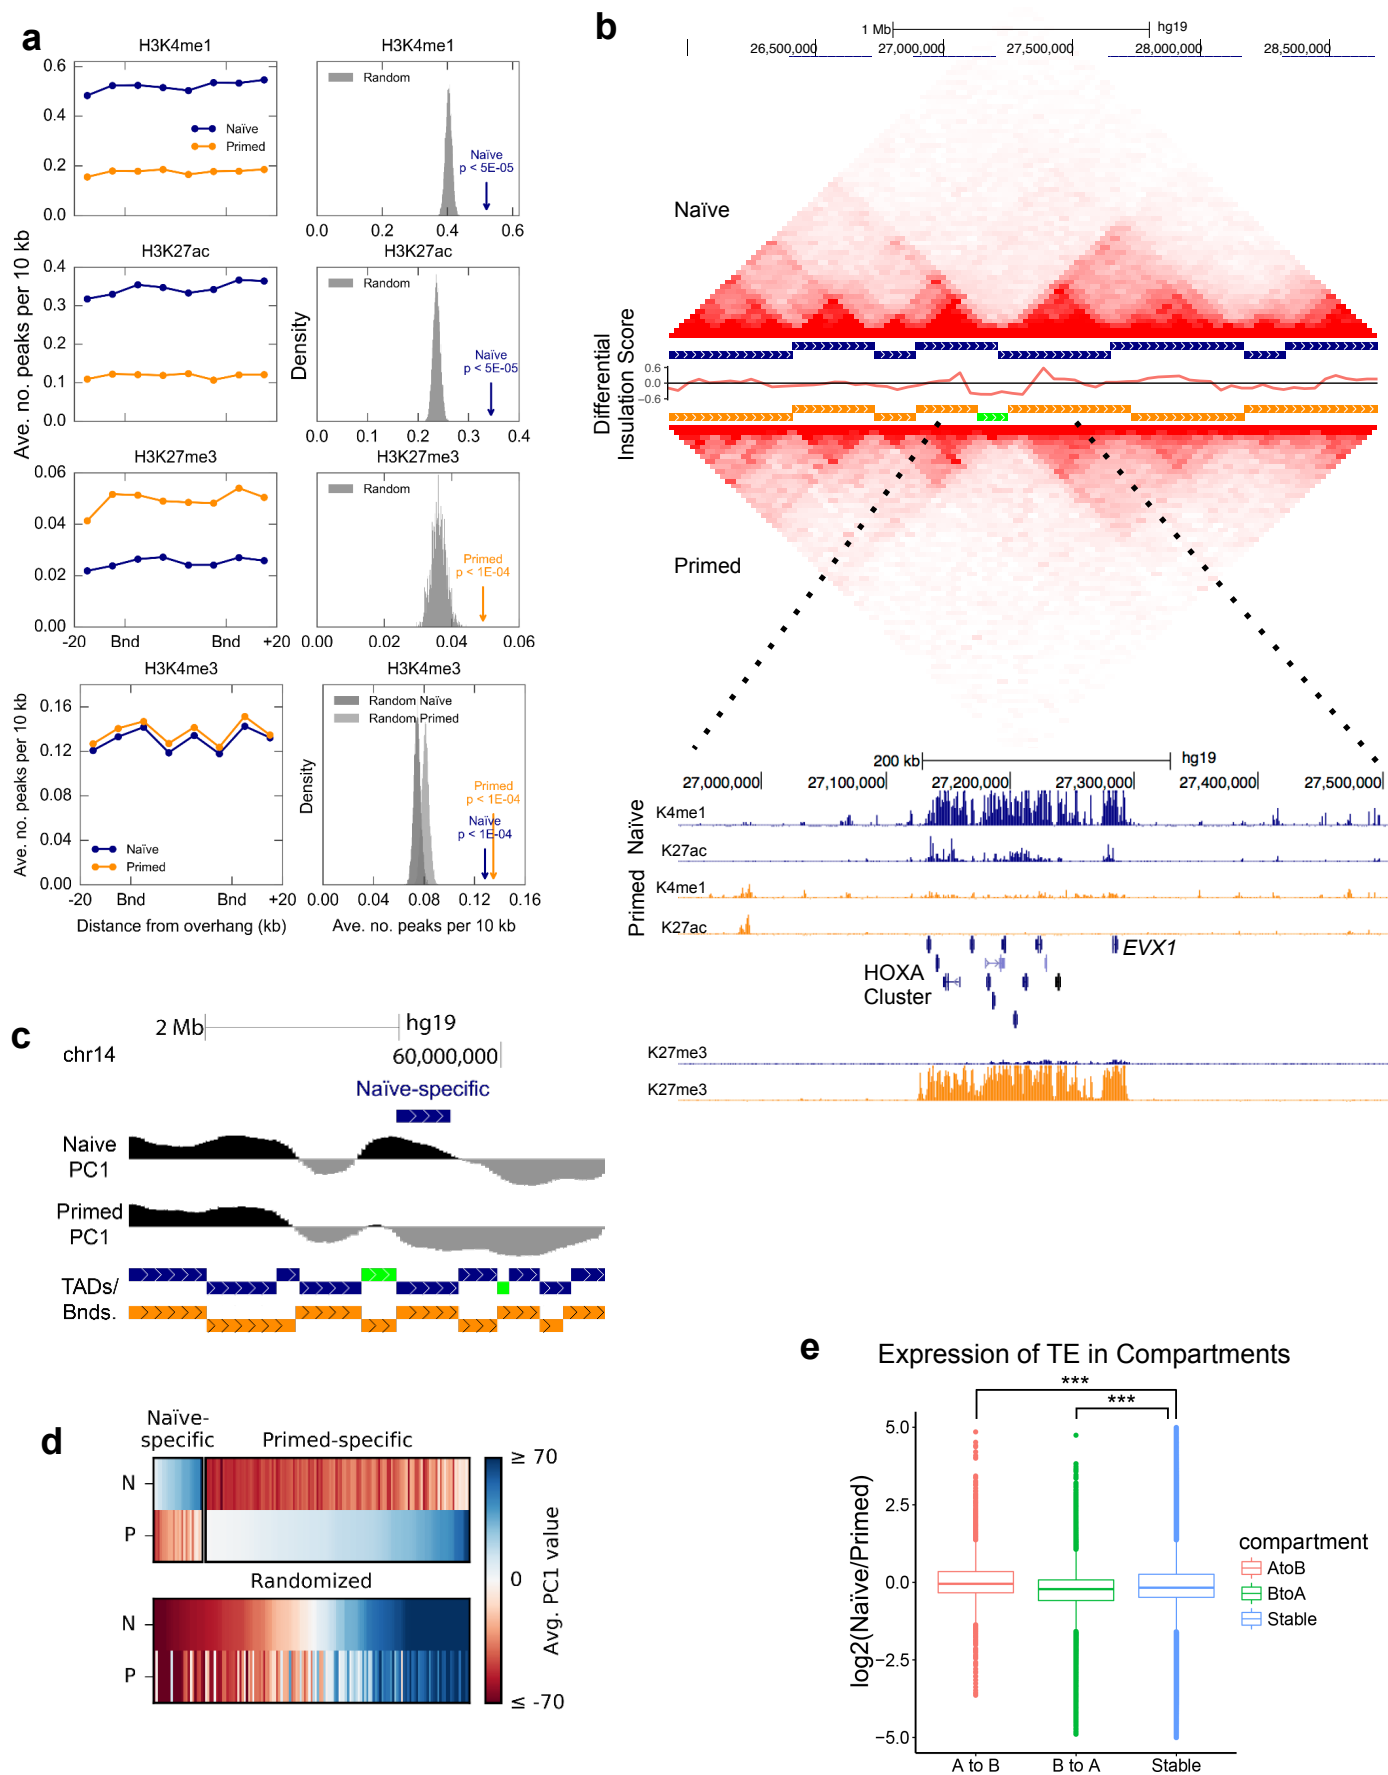 a
H3K4me1
0.6
0.4
0.2
0.0
Naïve
Primed
H3K4me1
Random
Naïve
p < 5E-05
0.0 0.2 0.4 0.6
Ave. no. peaks per 10 kb
H3K27ac
0.4
0.3
0.2
0.1
0.0
Density
H3K27ac
Random
Naïve
p < 5E-05
0.0 0.1 0.2 0.3 0.4
H3K27me3
0.06
0.04
0.02
0.00
-20 Bnd Bnd +20
H3K27me3
Random
Primed
p < 1E-04
0.00 0.02 0.04 0.06
H3K4me3
Ave. no. peaks per 10 kb
0.16
0.12
0.08
0.04
0.00
Naïve
Primed
-20 Bnd Bnd +20
Distance from overhang (kb)
H3K4me3
Density
Random Naïve
Random Primed
Primed
p < 1E-04
Naïve
p < 1E-04
0.00 0.04 0.08 0.12 0.16
Ave. no. peaks per 10 kb
b
1 Mb hg19
26,500,000 27,000,000 27,500,000 28,000,000 28,500,000
Naïve
Differential
Insulation Score
0.6
0.0
−0.6
Primed
200 kb hg19
27,000,000 27,100,000 27,200,000 27,300,000 27,400,000 27,500,000
Naïve
K4me1
K27ac
Primed
K4me1
K27ac
EVX1
HOXA
Cluster
K27me3
K27me3
c
2 Mb hg19
chr14 60,000,000
Naïve-specific
Naive
PC1
Primed
PC1
TADs/
Bnds.
d
Naïve-
specific
Primed-specific
N
P
Randomized
N
P
≥ 70
0
≤ -70
Avg. PC1 value
e
Expression of TE in Compartments
***
***
log2(Naïve/Primed)
5.0
2.5
0.0
−2.5
−5.0
A to B B to A Stable
compartment
AtoB
BtoA
Stable